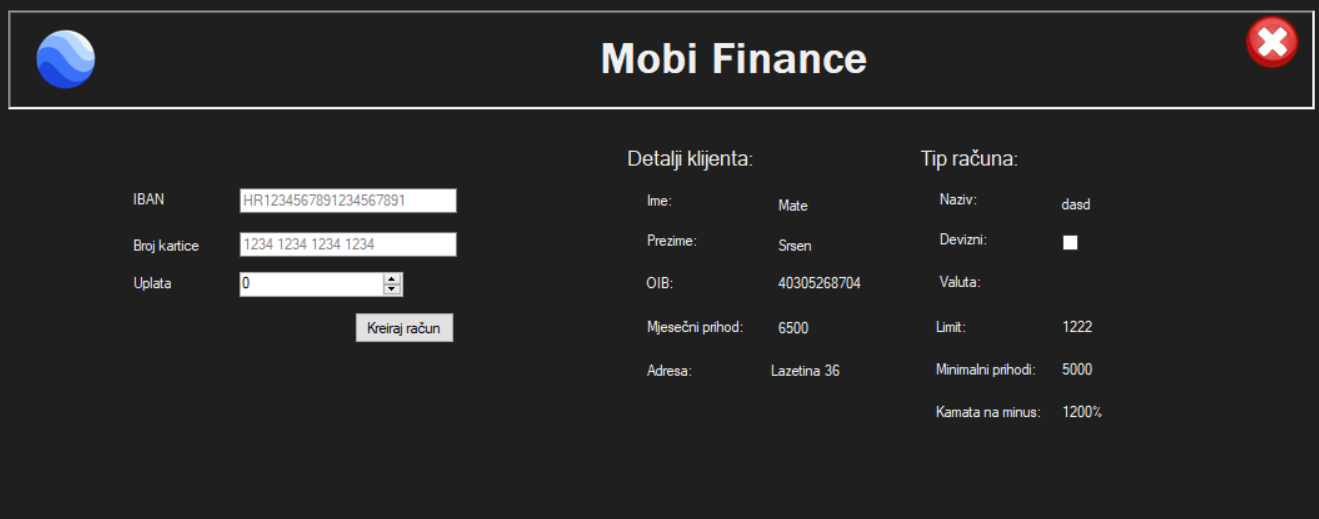 Mobi Finance
IBAN
HR1234567891234567891
Broj kartice
1234 1234 1234 1234
Uplata
0
Kreiraj račun
Detalji klijenta:
Ime: Mate
Prezime: Srsen
OIB: 40305268704
Mjesečni prihod: 6500
Adresa: Lazetina 36
Tip računa:
Naziv: dasd
Devizni:
Valuta:
Limit: 1222
Minimalni prihodi: 5000
Kamata na minus: 1200%